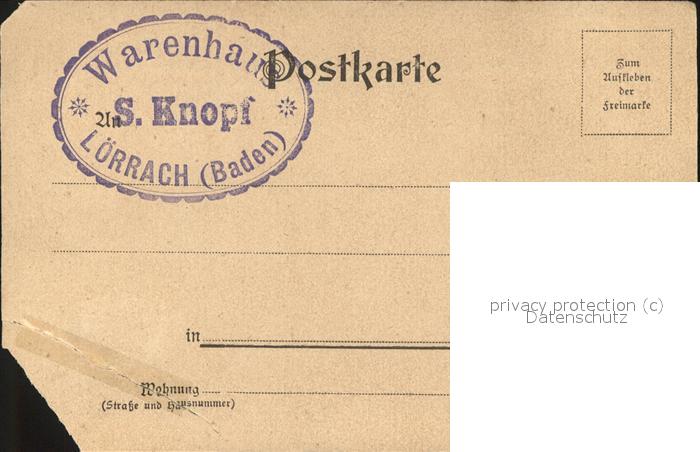 Warenhaus
S. Knopf
LÖRRACH (Baden)
Postkarte
An
Zum
Aufkleben
der
Freimarke
in
Wohnung
(Straße und Hausnummer)
privacy protection (c)
Datenschutz